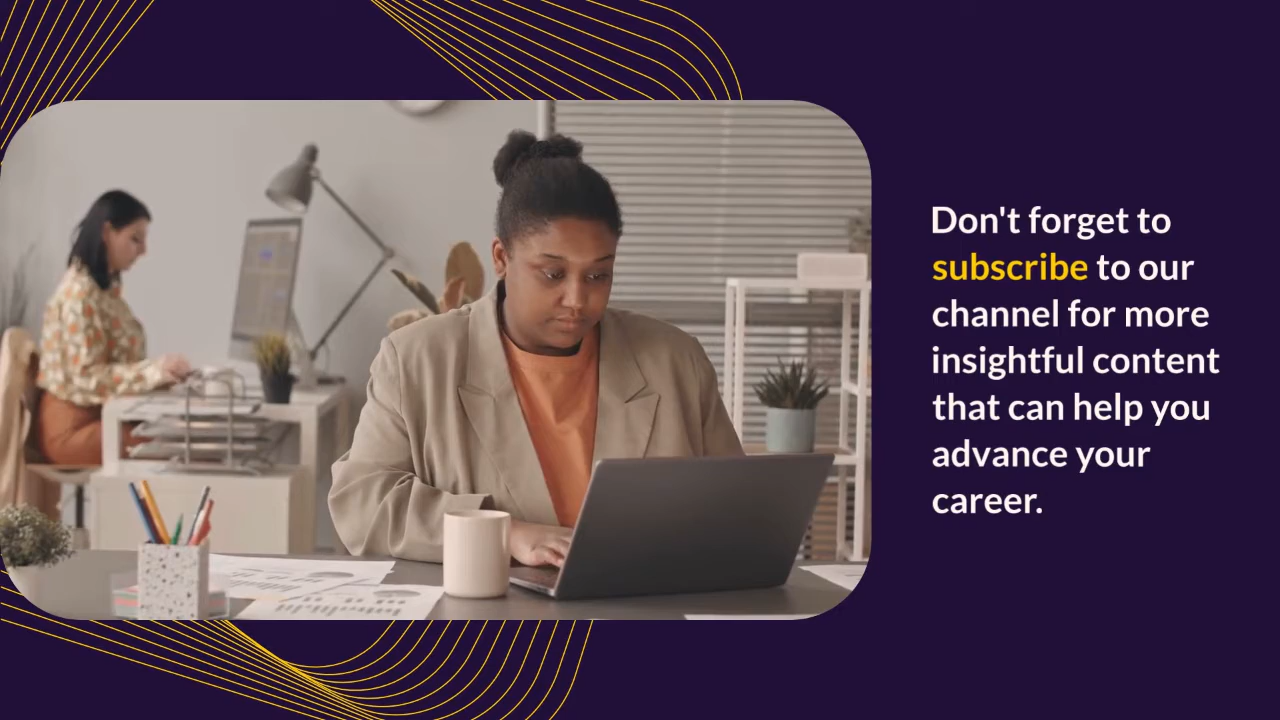 Don't forget to
subscribe to our
channel for more
insightful content
that can help you
advance your
career.